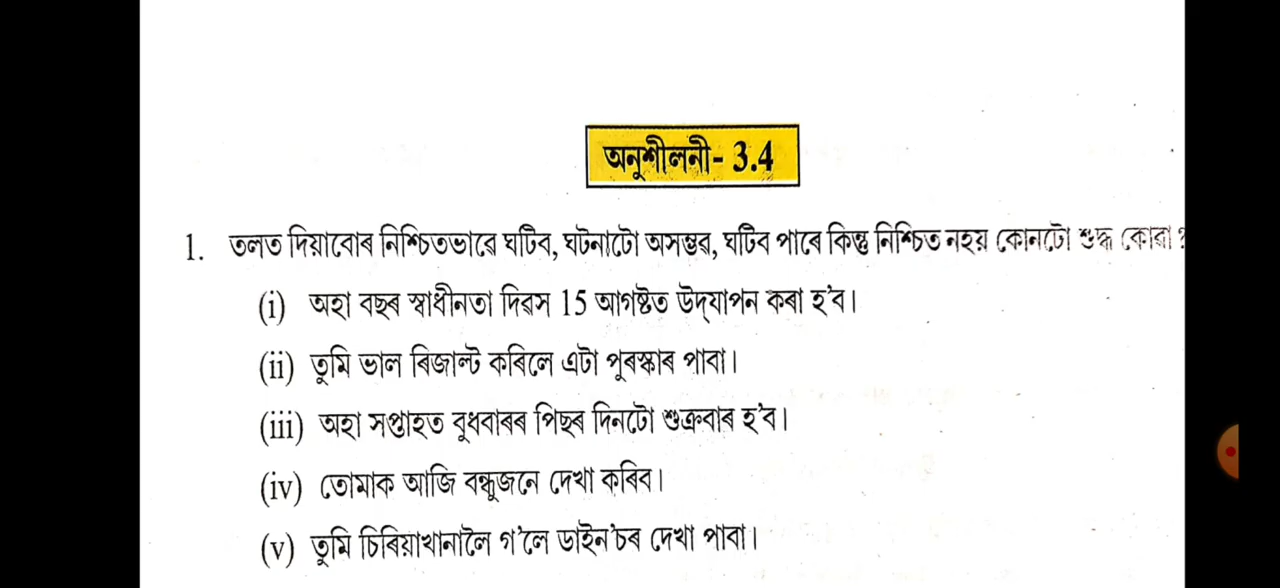 অনুশীলনী- 3.4
1. তলত দিয়াবোৰ নিশ্চিতভাৱে ঘটিব, ঘটনাটো অসম্ভৱ, ঘটিব পাৰে কিন্তু নিশ্চিত নহয় কোনটো শুদ্ধ কোৱা ?
(i) অহা বছৰ স্বাধীনতা দিৱস 15 আগষ্টত উদ্‌যাপন কৰা হ'ব।
(ii) তুমি ভাল ৰিজাল্ট কৰিলে এটা পুৰস্কাৰ পাবা।
(iii) অহা সপ্তাহত বুধবাৰৰ পিছৰ দিনটো শুক্ৰবাৰ হ'ব।
(iv) তোমাক আজি বন্ধুজনে দেখা কৰিব।
(v) তুমি চিৰিয়াখানালৈ গ'লে ডাইন'চৰ দেখা পাবা।